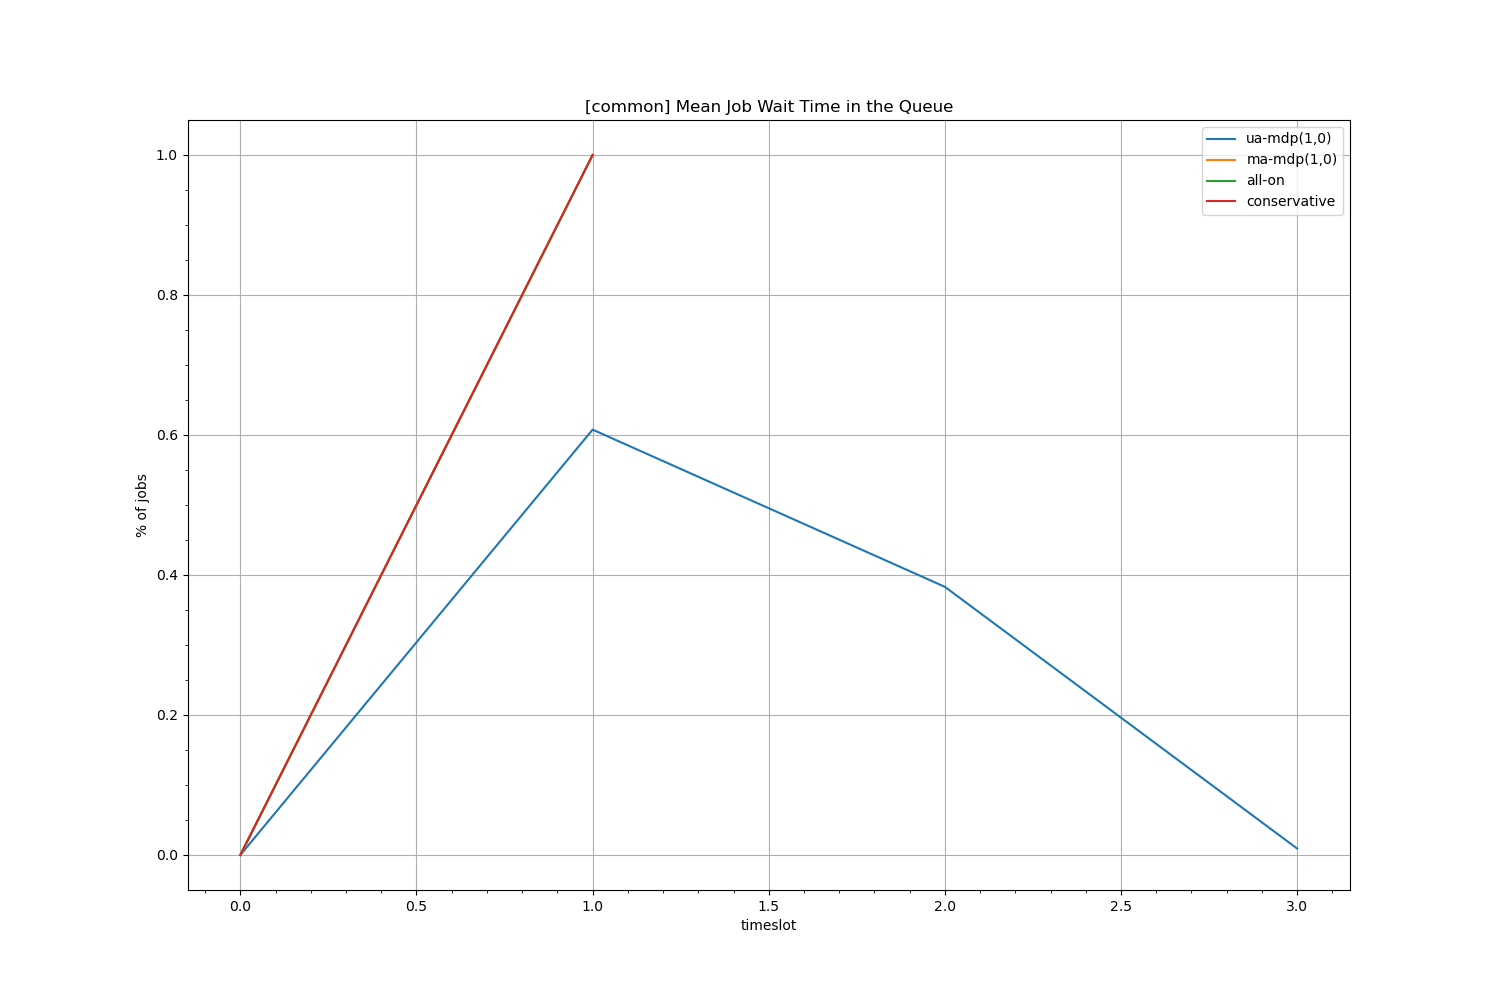 [common] Mean Job Wait Time in the Queue
ua-mdp(1,0)
ma-mdp(1,0)
all-on
conservative
1.0
0.8
0.6
0.4
0.2
0.0
% of jobs
0.0 0.5 1.0 1.5 2.0 2.5 3.0
timeslot